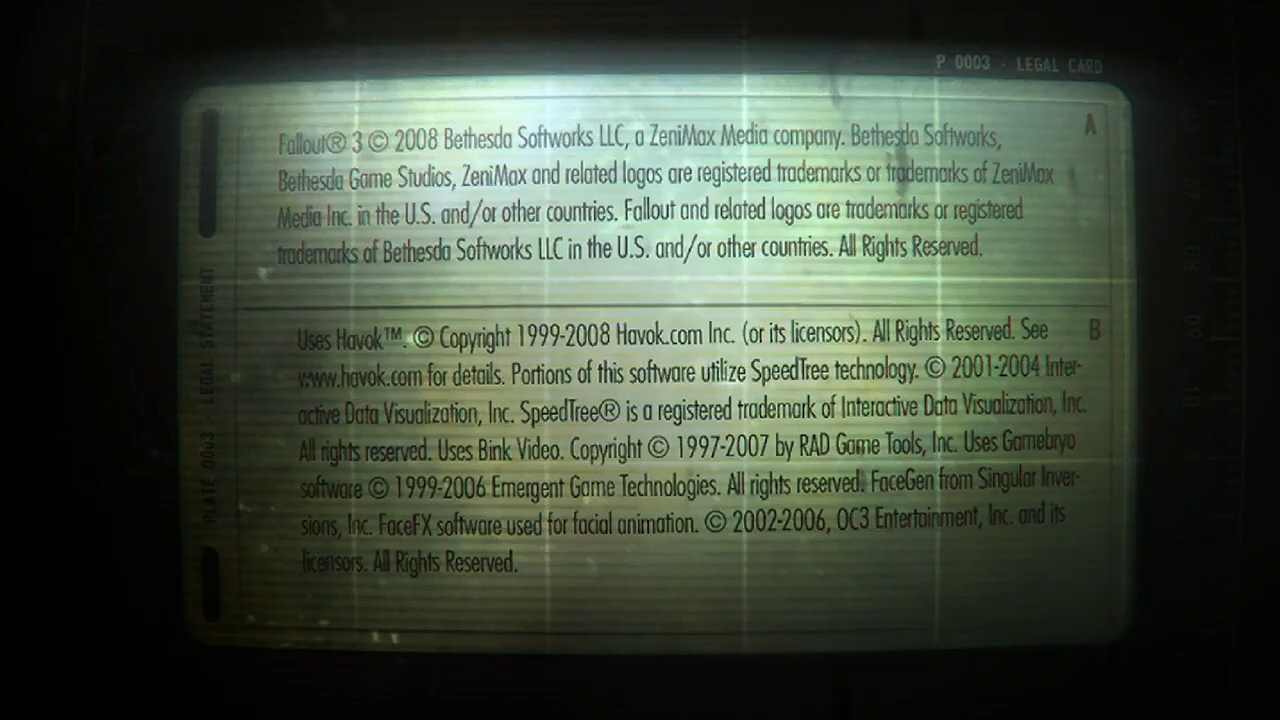 P 0003 - LEGAL CARD
A
Fallout® 3 © 2008 Bethesda Softworks LLC, a ZeniMax Media company. Bethesda Softworks,
Bethesda Game Studios, ZeniMax and related logos are registered trademarks or trademarks of ZeniMax
Media Inc. in the U.S. and/or other countries. Fallout and related logos are trademarks or registered
trademarks of Bethesda Softworks LLC in the U.S. and/or other countries. All Rights Reserved.
B
Uses Havok™. © Copyright 1999-2008 Havok.com Inc. (or its licensors). All Rights Reserved. See
www.havok.com for details. Portions of this software utilize SpeedTree technology. © 2001-2004 Inter-
active Data Visualization, Inc. SpeedTree® is a registered trademark of Interactive Data Visualization, Inc.
All rights reserved. Uses Bink Video. Copyright © 1997-2007 by RAD Game Tools, Inc. Uses Gamebryo
software © 1999-2006 Emergent Game Technologies. All rights reserved. FaceGen from Singular Inver-
sions, Inc. FaceFX software used for facial animation. © 2002-2006, OC3 Entertainment, Inc. and its
licensors. All Rights Reserved.
PLATE 0003 - LEGAL STATEMENT